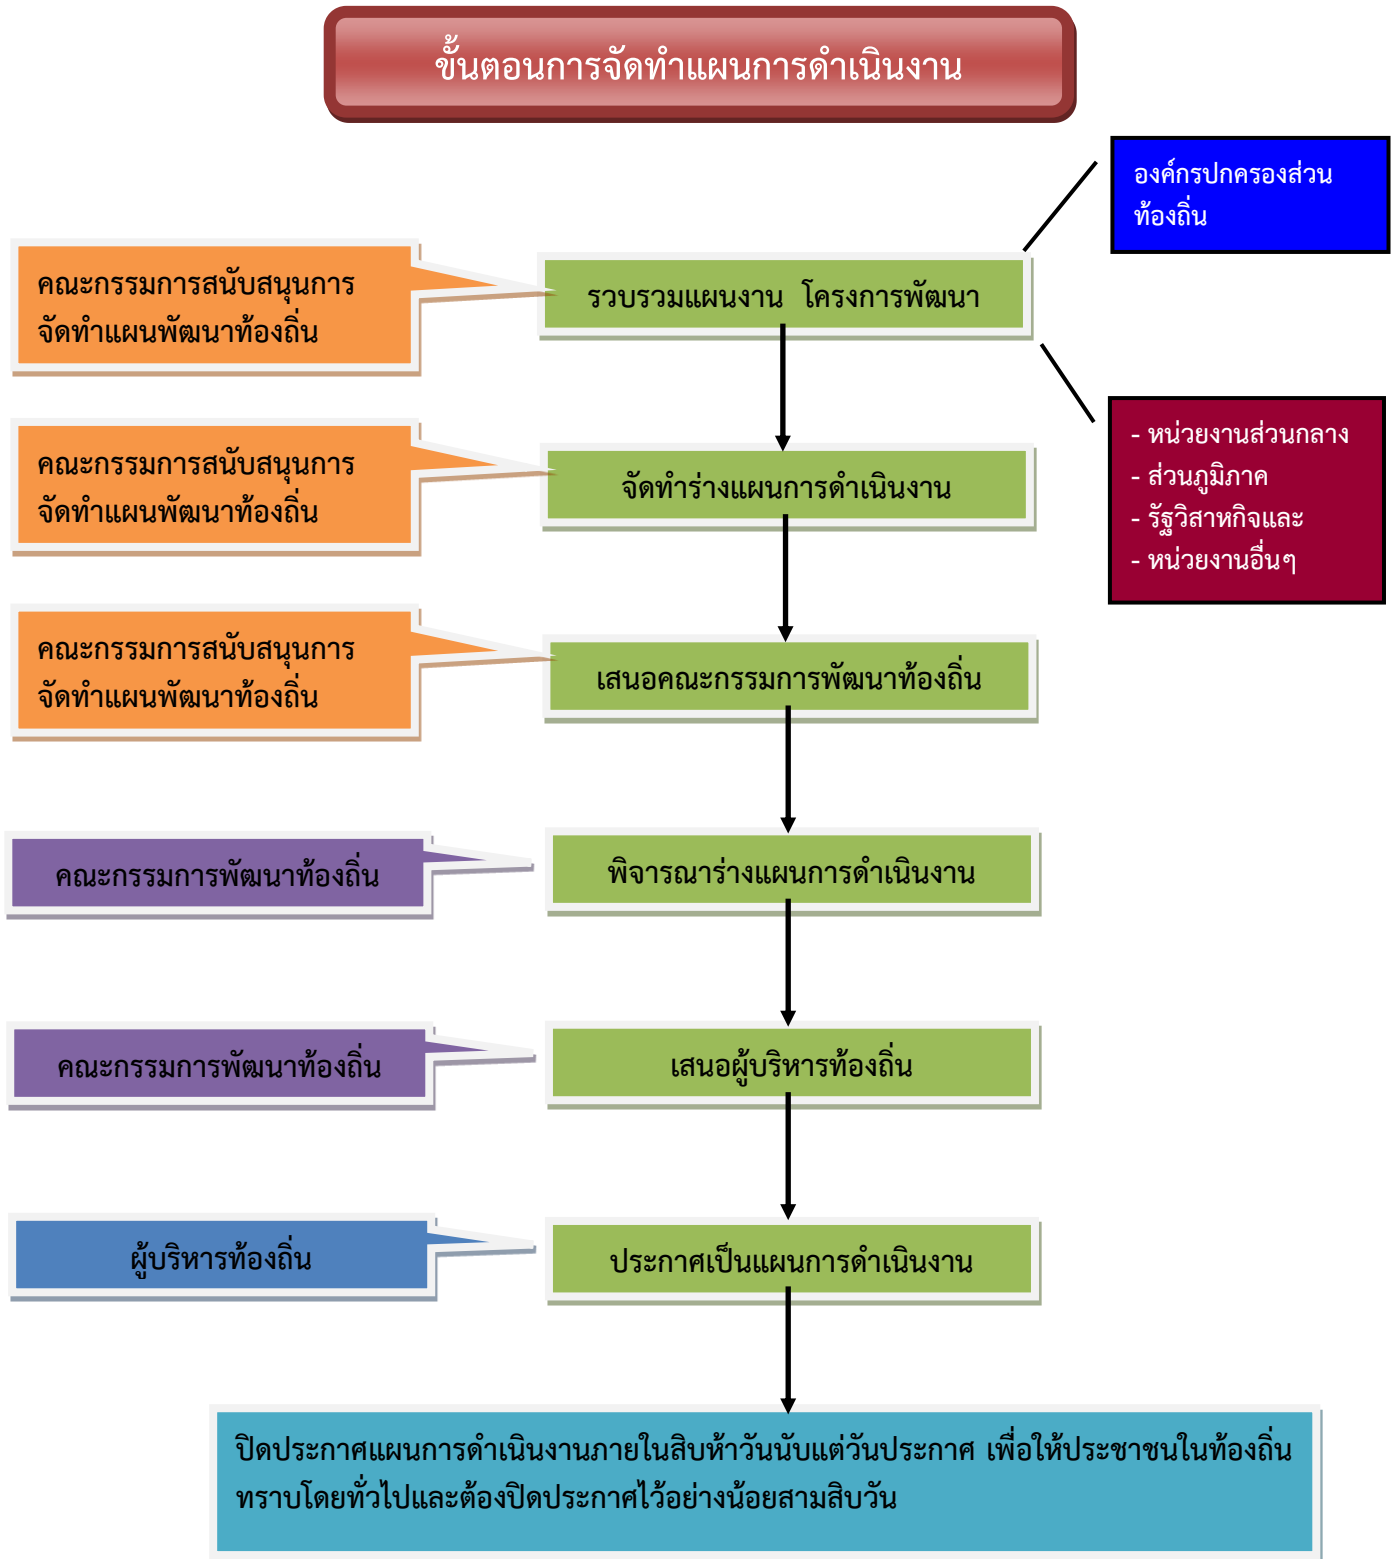 ขั้นตอนการจัดทำแผนการดำเนินงาน
องค์กรปกครองส่วน
ท้องถิ่น
คณะกรรมการสนับสนุนการ
จัดทำแผนพัฒนาท้องถิ่น
รวบรวมแผนงาน โครงการพัฒนา
- หน่วยงานส่วนกลาง
- ส่วนภูมิภาค
- รัฐวิสาหกิจและ
- หน่วยงานอื่นๆ
คณะกรรมการสนับสนุนการ
จัดทำแผนพัฒนาท้องถิ่น
จัดทำร่างแผนการดำเนินงาน
คณะกรรมการสนับสนุนการ
จัดทำแผนพัฒนาท้องถิ่น
เสนอคณะกรรมการพัฒนาท้องถิ่น
คณะกรรมการพัฒนาท้องถิ่น
พิจารณาร่างแผนการดำเนินงาน
คณะกรรมการพัฒนาท้องถิ่น
เสนอผู้บริหารท้องถิ่น
ผู้บริหารท้องถิ่น
ประกาศเป็นแผนการดำเนินงาน
ปิดประกาศแผนการดำเนินงานภายในสิบห้าวันนับแต่วันประกาศ เพื่อให้ประชาชนในท้องถิ่น
ทราบโดยทั่วไปและต้องปิดประกาศไว้อย่างน้อยสามสิบวัน